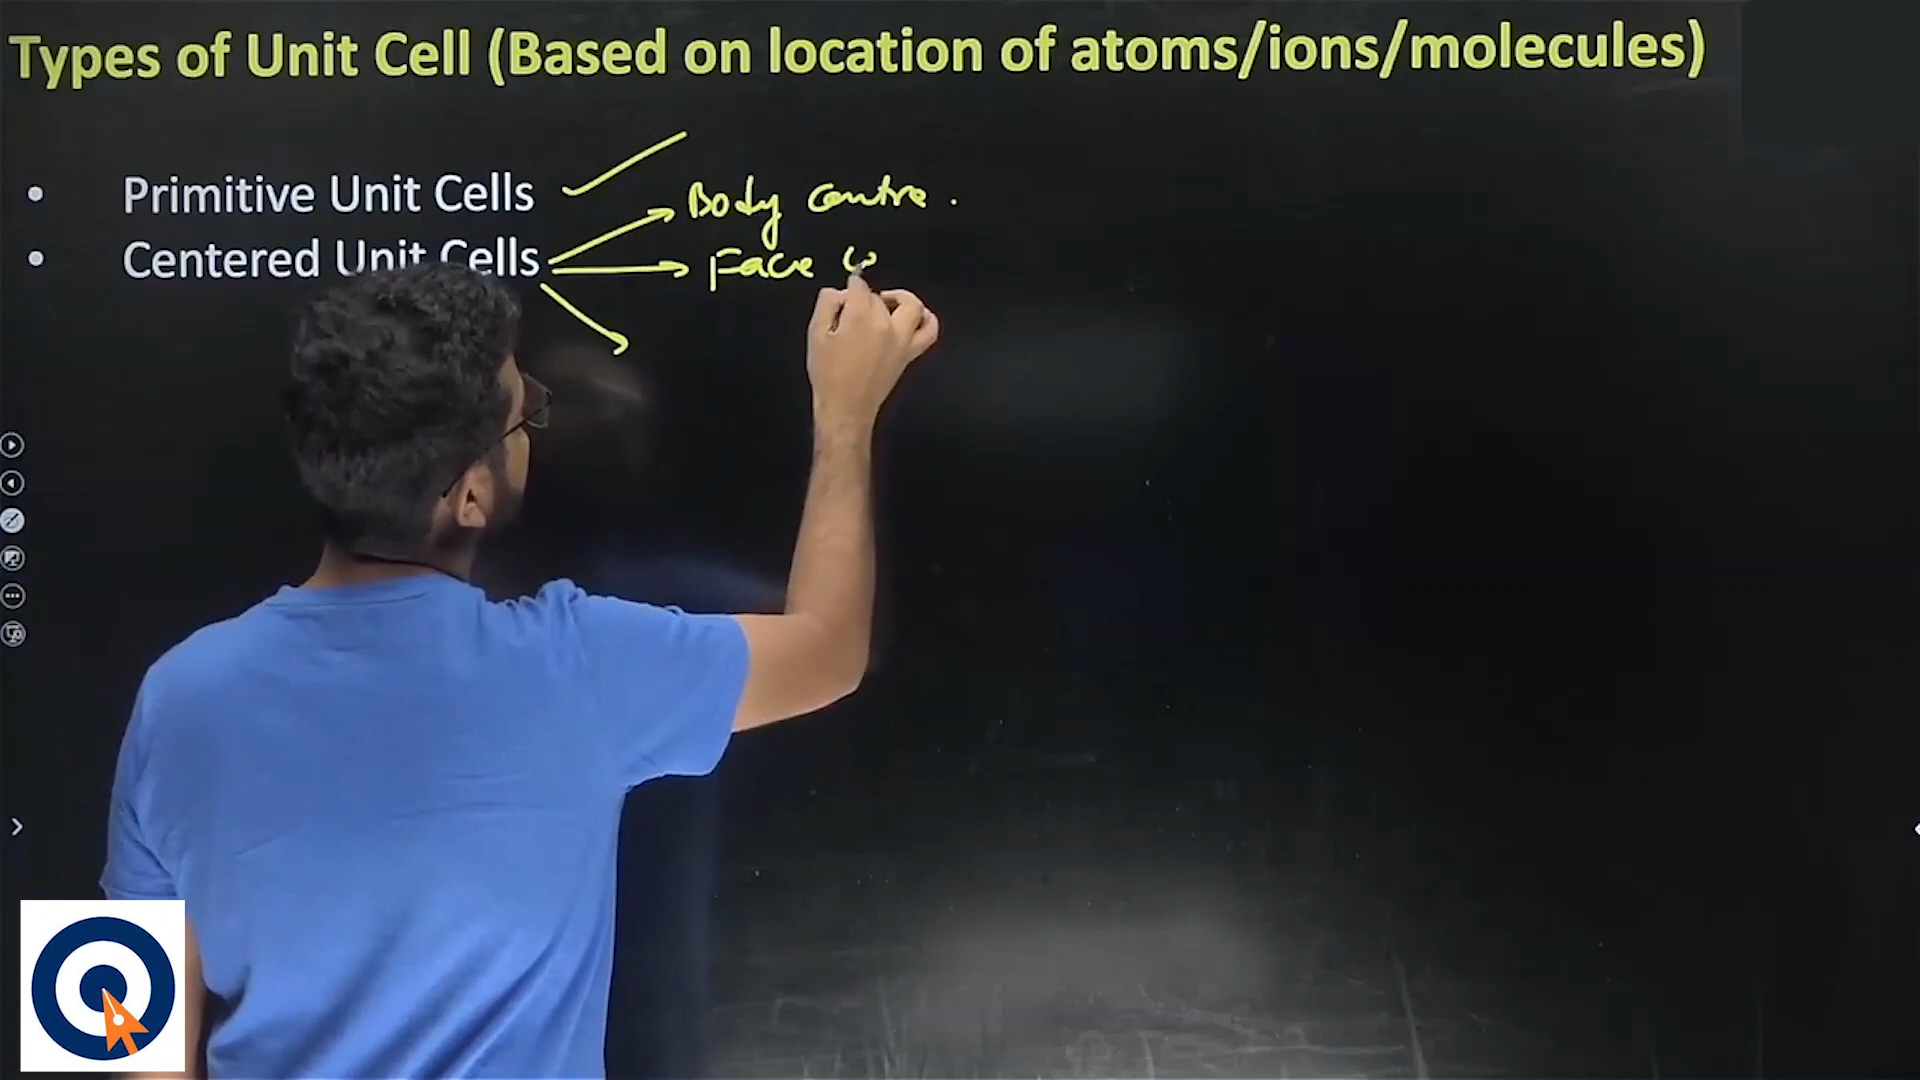 Types of Unit Cell (Based on location of atoms/ions/molecules)
• Primitive Unit Cells
Body centre.
• Centered Unit Cells
Face